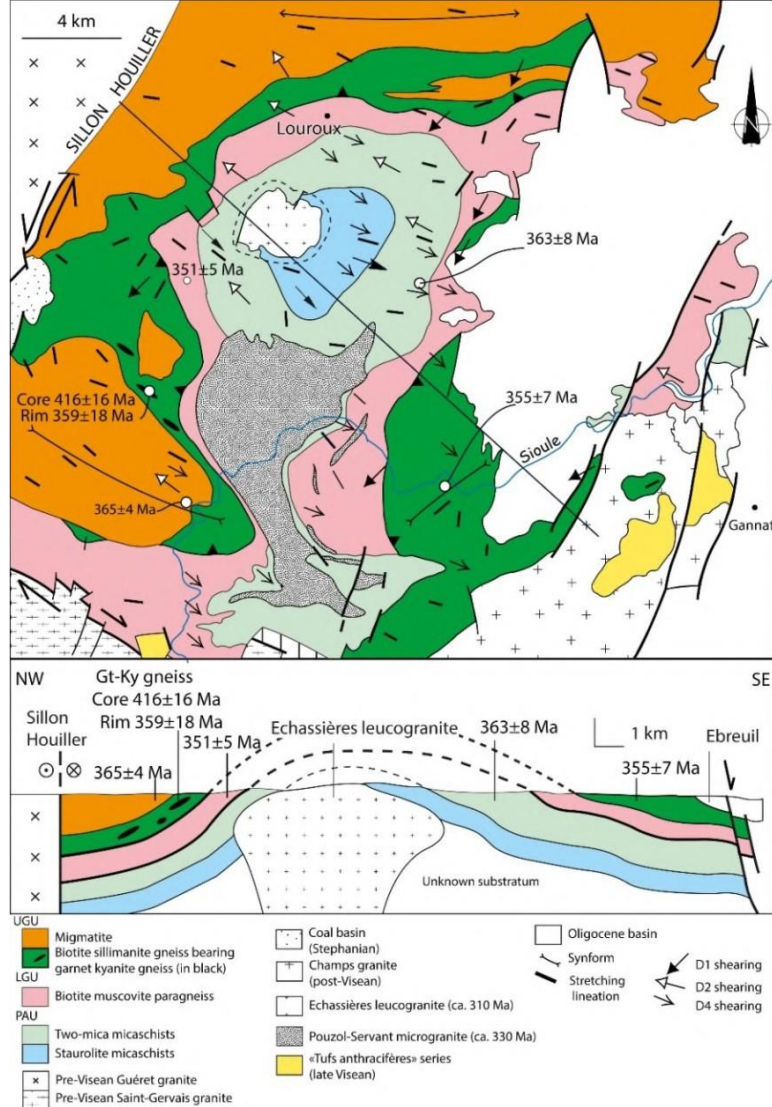 4 km
SILLON HOUILLER
Louroux
N
351±5 Ma
363±8 Ma
Core 416±16 Ma
Rim 359±18 Ma
355±7 Ma
Sioule
365±4 Ma
Gannat
NW
Gt-Ky gneiss
SE
Core 416±16 Ma
Sillon
Houiller
Rim 359±18 Ma
351±5 Ma
Echassières leucogranite
363±8 Ma
1 km
Ebreuil
365±4 Ma
355±7 Ma
Unknown substratum
UGU
Migmatite
Biotite sillimanite gneiss bearing
garnet kyanite gneiss (in black)
LGU
Biotite muscovite paragneiss
PAU
Two-mica micaschists
Staurolite micaschists
Pre-Visean Guéret granite
Pre-Visean Saint-Gervais granite
Coal basin
(Stephanian)
Champs granite
(post-Visean)
Echassières leucogranite (ca. 310 Ma)
Pouzol-Servant microgranite (ca. 330 Ma)
«Tufs anthracifères» series
(late Visean)
Oligocene basin
Synform
Stretching
lineation
D1 shearing
D2 shearing
D4 shearing